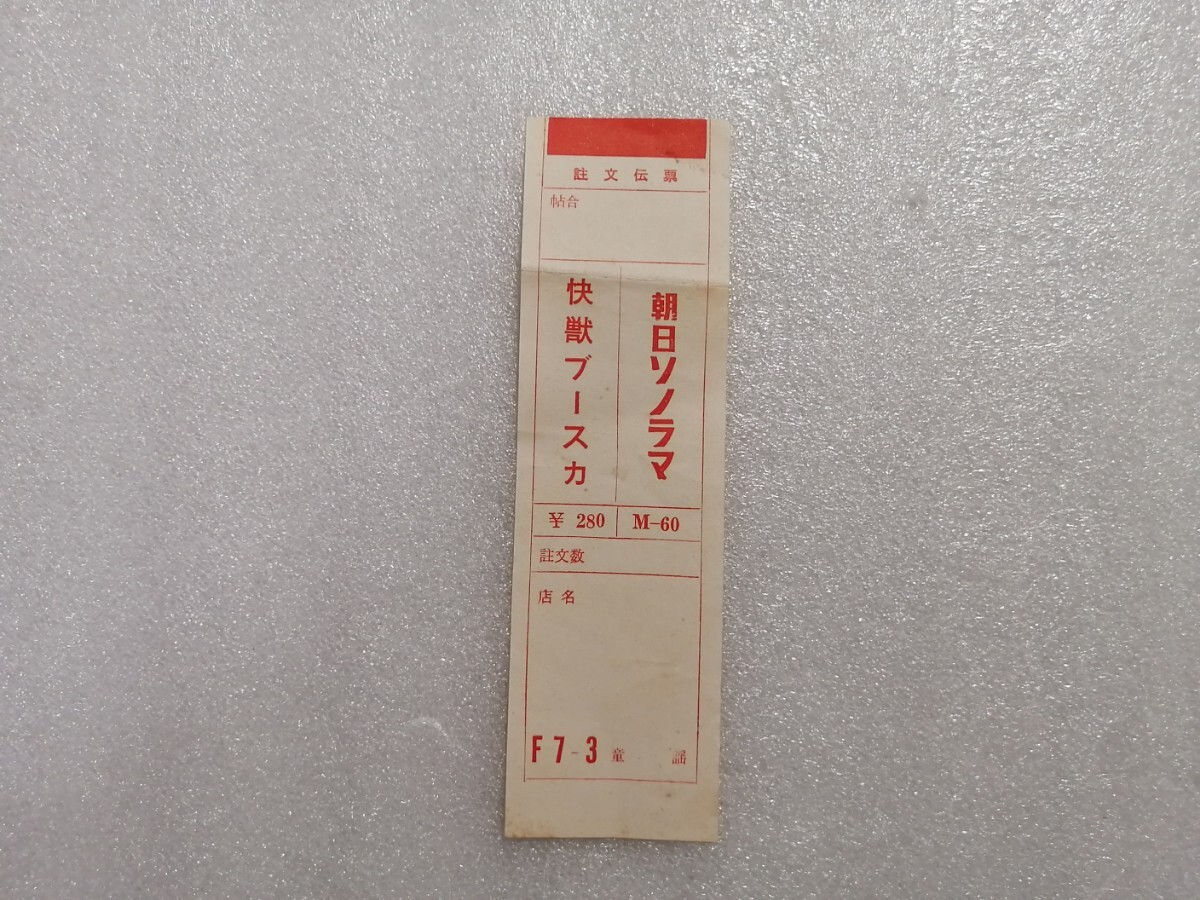 註文伝票
帖合
朝日ソノラマ
快獣ブースカ
¥ 280
M-60
註文数
店名
F7-3 童謡